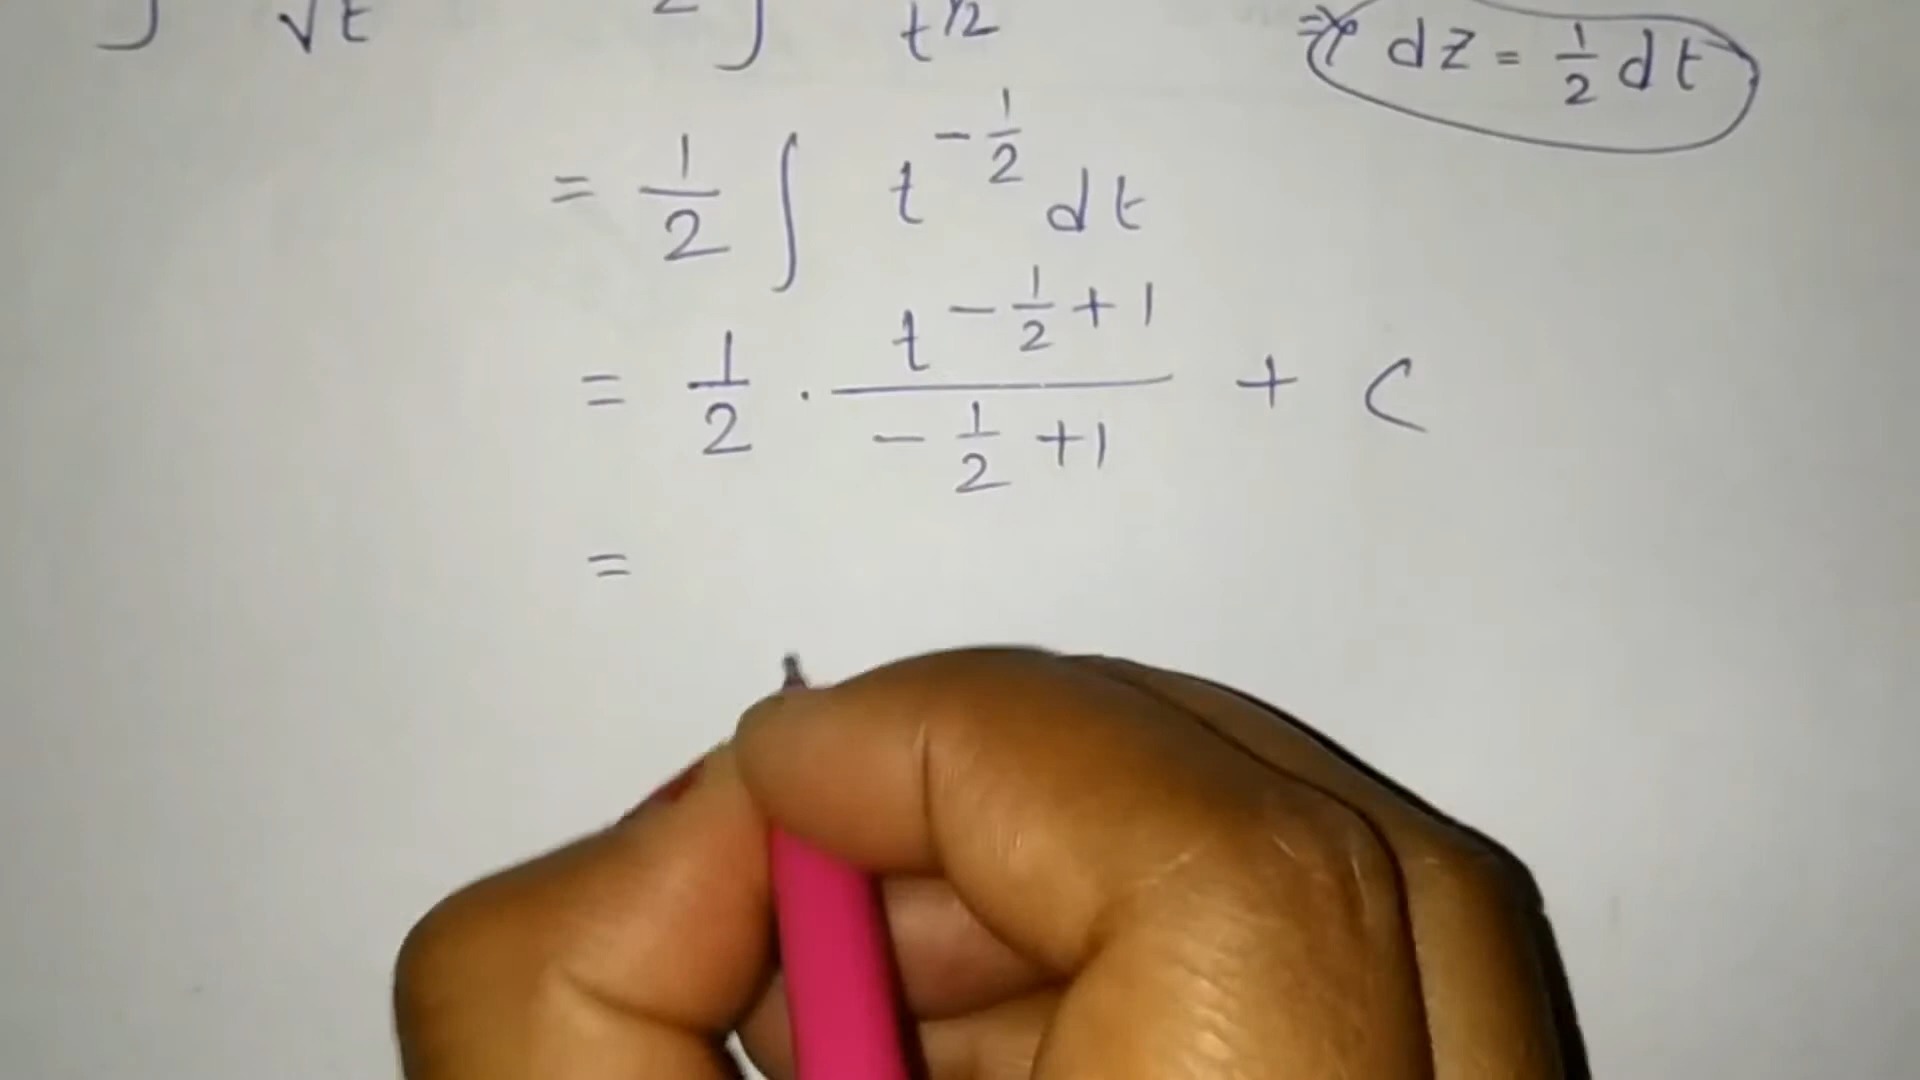 ∫ √t 2 ∫ t^1/2 ⇒ dz = 1/2 dt
= 1/2 ∫ t^-1/2 dt
= 1/2 · t^-1/2+1 / -1/2+1 + C
=